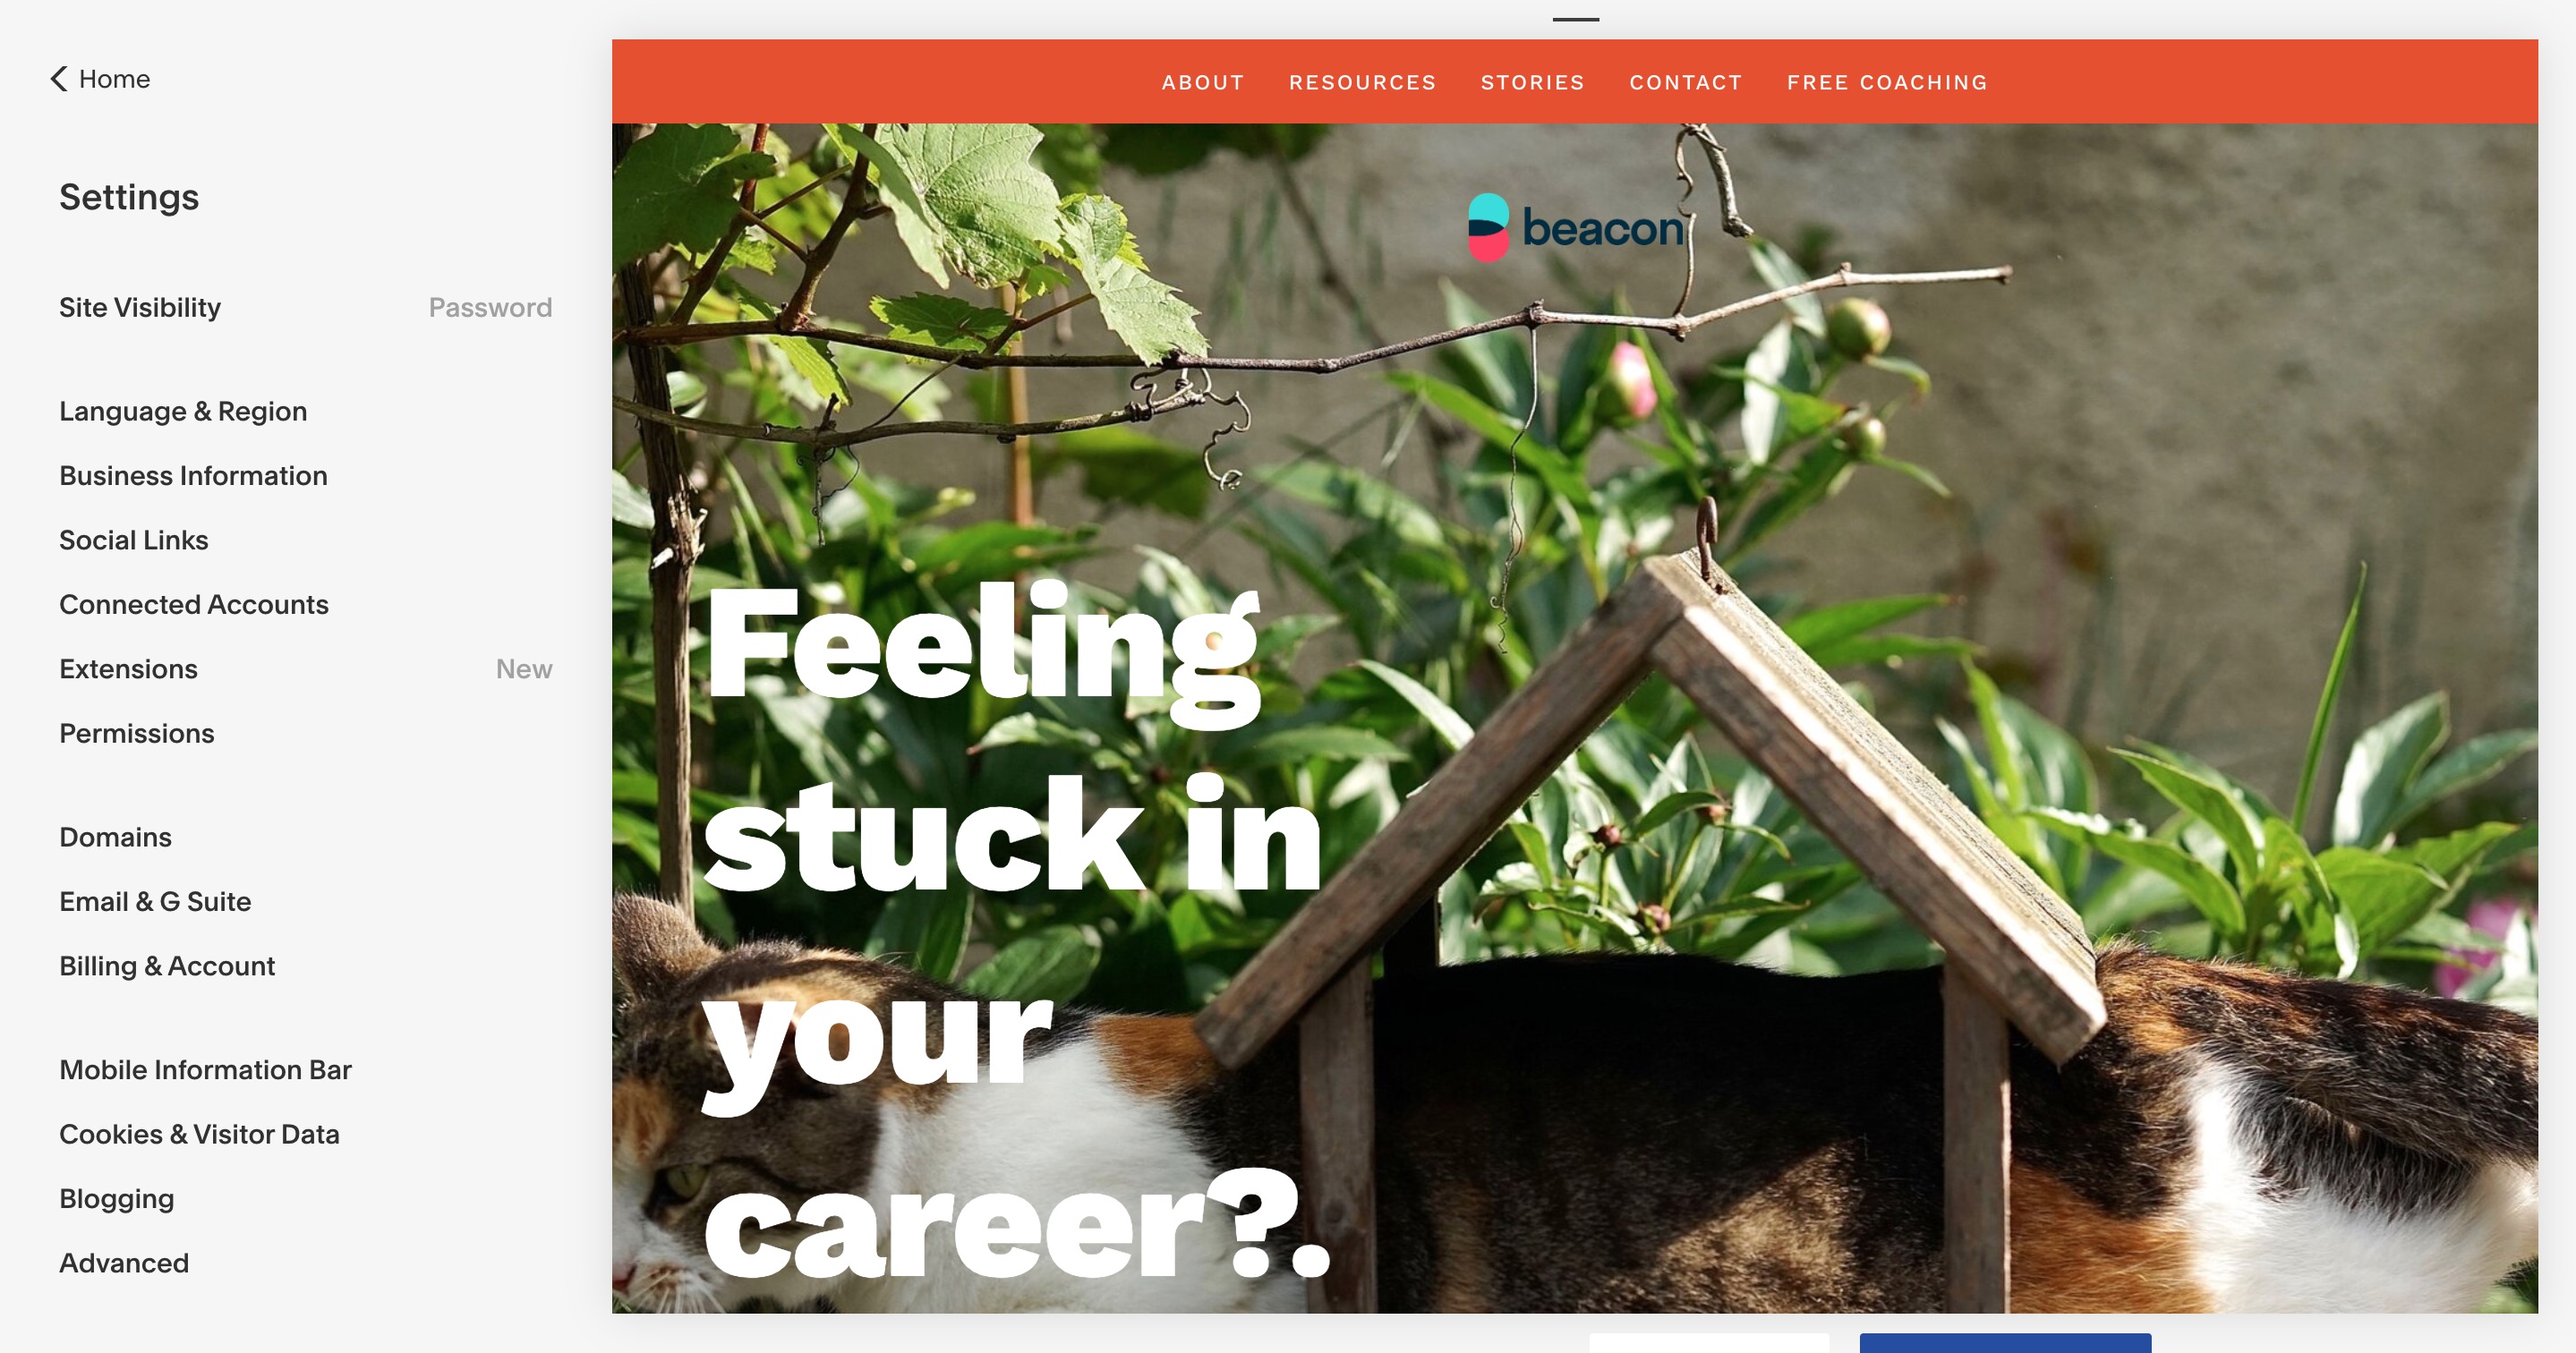 Home
Settings
Site Visibility Password
Language & Region
Business Information
Social Links
Connected Accounts
Extensions New
Permissions
Domains
Email & G Suite
Billing & Account
Mobile Information Bar
Cookies & Visitor Data
Blogging
Advanced
ABOUT RESOURCES STORIES CONTACT FREE COACHING
beacon
Feeling
stuck in
your
career?.